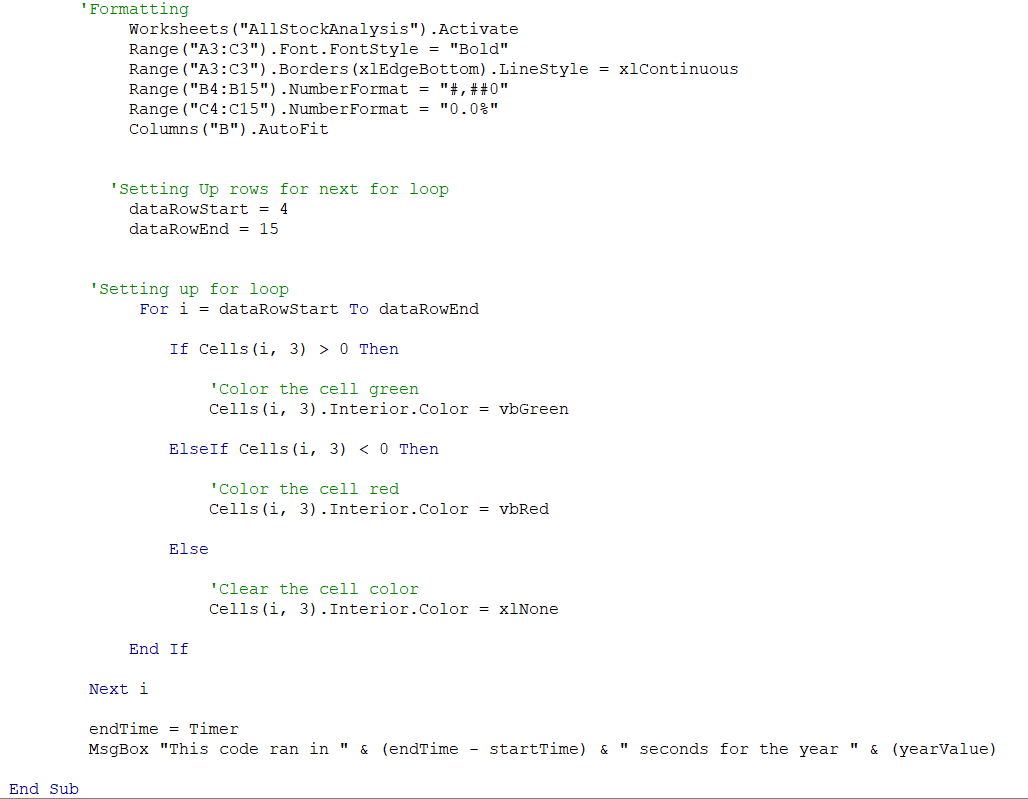 'Formatting
Worksheets("AllStockAnalysis").Activate
Range("A3:C3").Font.FontStyle = "Bold"
Range("A3:C3").Borders(xlEdgeBottom).LineStyle = xlContinuous
Range("B4:B15").NumberFormat = "#,##0"
Range("C4:C15").NumberFormat = "0.0%"
Columns("B").AutoFit
'Setting Up rows for next for loop
dataRowStart = 4
dataRowEnd = 15
'Setting up for loop
For i = dataRowStart To dataRowEnd
If Cells(i, 3) > 0 Then
'Color the cell green
Cells(i, 3).Interior.Color = vbGreen
ElseIf Cells(i, 3) < 0 Then
'Color the cell red
Cells(i, 3).Interior.Color = vbRed
Else
'Clear the cell color
Cells(i, 3).Interior.Color = xlNone
End If
Next i
endTime = Timer
MsgBox "This code ran in " & (endTime - startTime) & " seconds for the year " & (yearValue)
End Sub